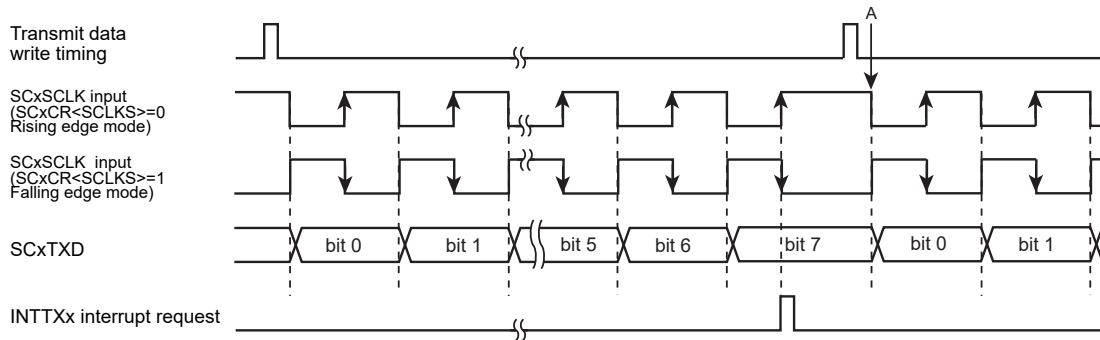 Transmit data
write timing
A
SCxSCLK input
(SCxCR<SCLKS>=0
Rising edge mode)
SCxSCLK  input
(SCxCR<SCLKS>=1
Falling edge mode)
SCxTXD
bit 0 bit 1 bit 5 bit 6 bit 7 bit 0 bit 1
INTTXx interrupt request